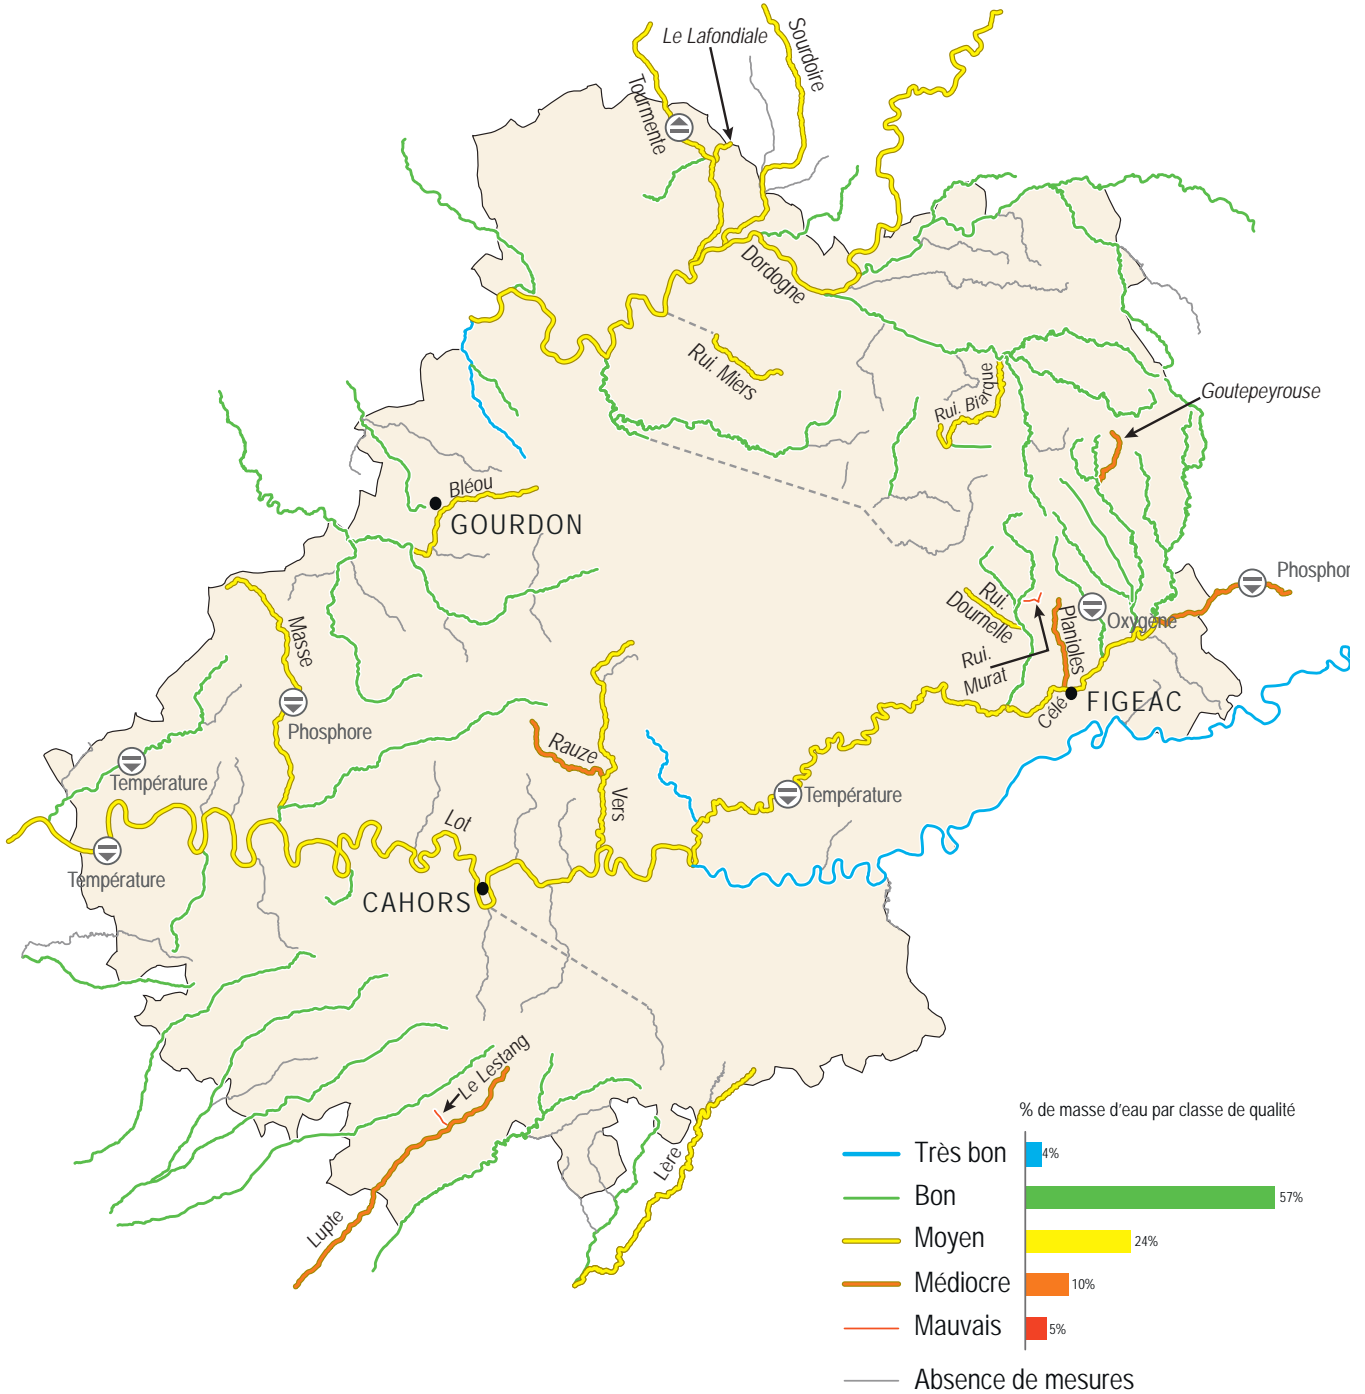 Le Lafondiale
Sourdoire
Tourmente
Dordogne
Rui. Miers
Rui. Biarque
Goutepeyrouse
Bléou
GOURDON
Phosphor
Rui.
Dournelle
Oxygène
Planioles
Masse
Rui.
Murat
Célé
FIGEAC
Phosphore
Rauze
Température
Température
Vers
Lot
Température
CAHORS
Le Lestang
Lère
Lupte
% de masse d'eau par classe de qualité
Très bon 4%
Bon 57%
Moyen 24%
Médiocre 10%
Mauvais 5%
Absence de mesures